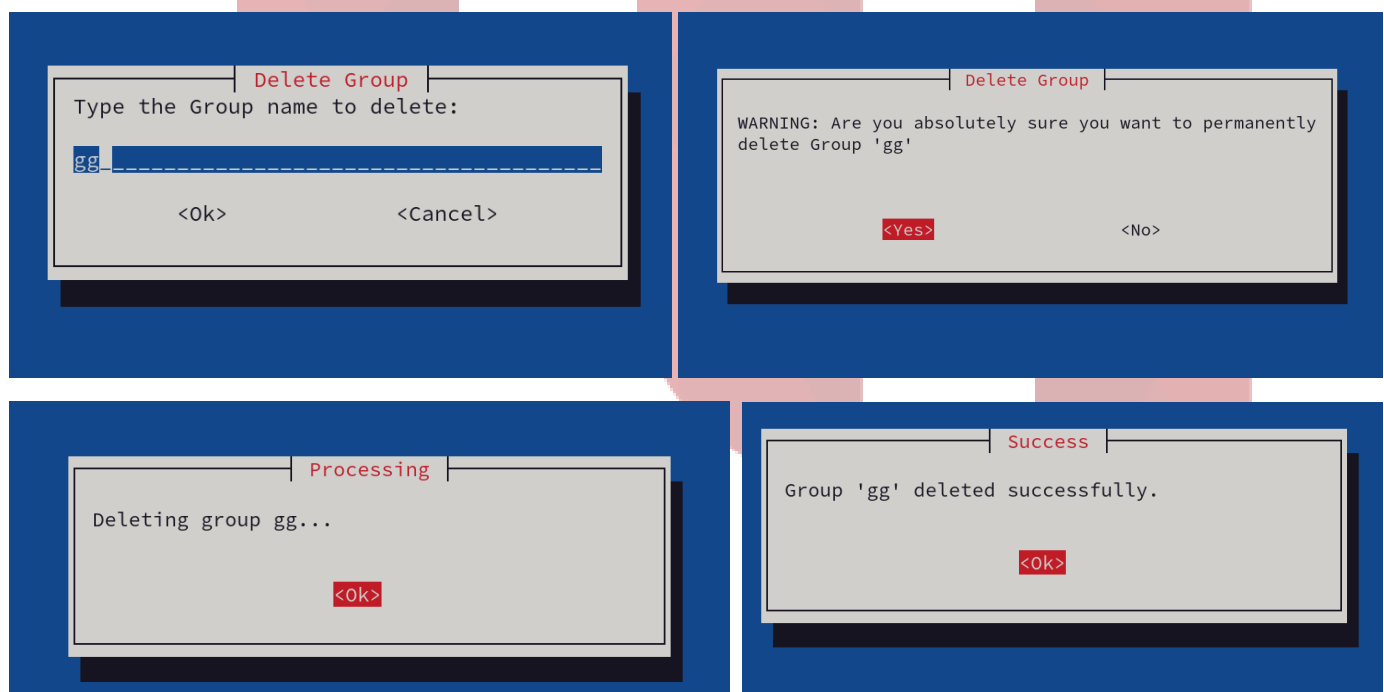 Delete Group
Type the Group name to delete:
gg_______________________________________
<Ok> <Cancel>
Delete Group
WARNING: Are you absolutely sure you want to permanently
delete Group 'gg'
<Yes> <No>
Processing
Deleting group gg...
<Ok>
Success
Group 'gg' deleted successfully.
<Ok>